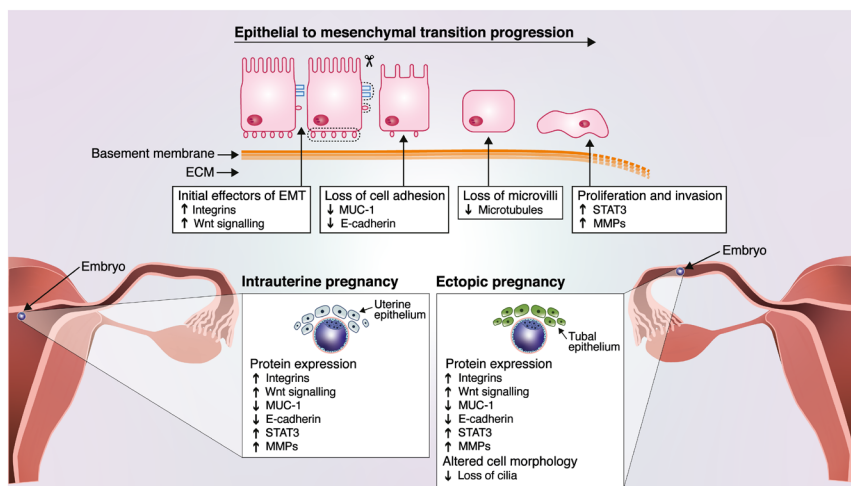 Epithelial to mesenchymal transition progression
Basement membrane
ECM
Initial effectors of EMT
↑ Integrins
↑ Wnt signalling
Loss of cell adhesion
↓ MUC-1
↓ E-cadherin
Loss of microvilli
↓ Microtubules
Proliferation and invasion
↑ STAT3
↑ MMPs
Embryo
Intrauterine pregnancy
Uterine
epithelium
Protein expression
↑ Integrins
↑ Wnt signalling
↓ MUC-1
↓ E-cadherin
↑ STAT3
↑ MMPs
Ectopic pregnancy
Tubal
epithelium
Protein expression
↑ Integrins
↑ Wnt signalling
↓ MUC-1
↓ E-cadherin
↑ STAT3
↑ MMPs
Altered cell morphology
↓ Loss of cilia
Embryo